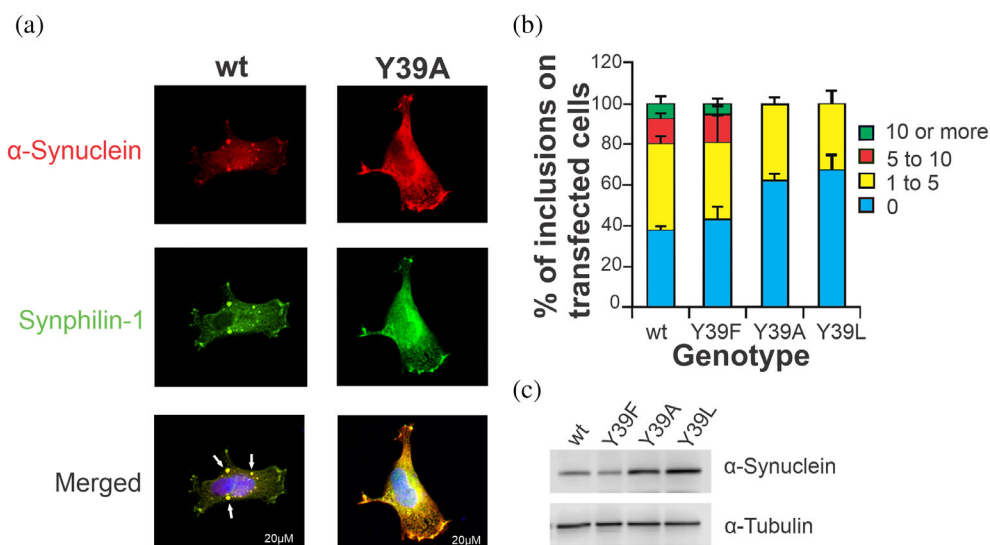 (a)
wt
Y39A
α-Synuclein
Synphilin-1
Merged
20μM
20μM
(b)
% of inclusions on
transfected cells
120
100
80
60
40
20
0
wt
Y39F
Y39A
Y39L
Genotype
10 or more
5 to 10
1 to 5
0
(c)
wt
Y39F
Y39A
Y39L
α-Synuclein
α-Tubulin